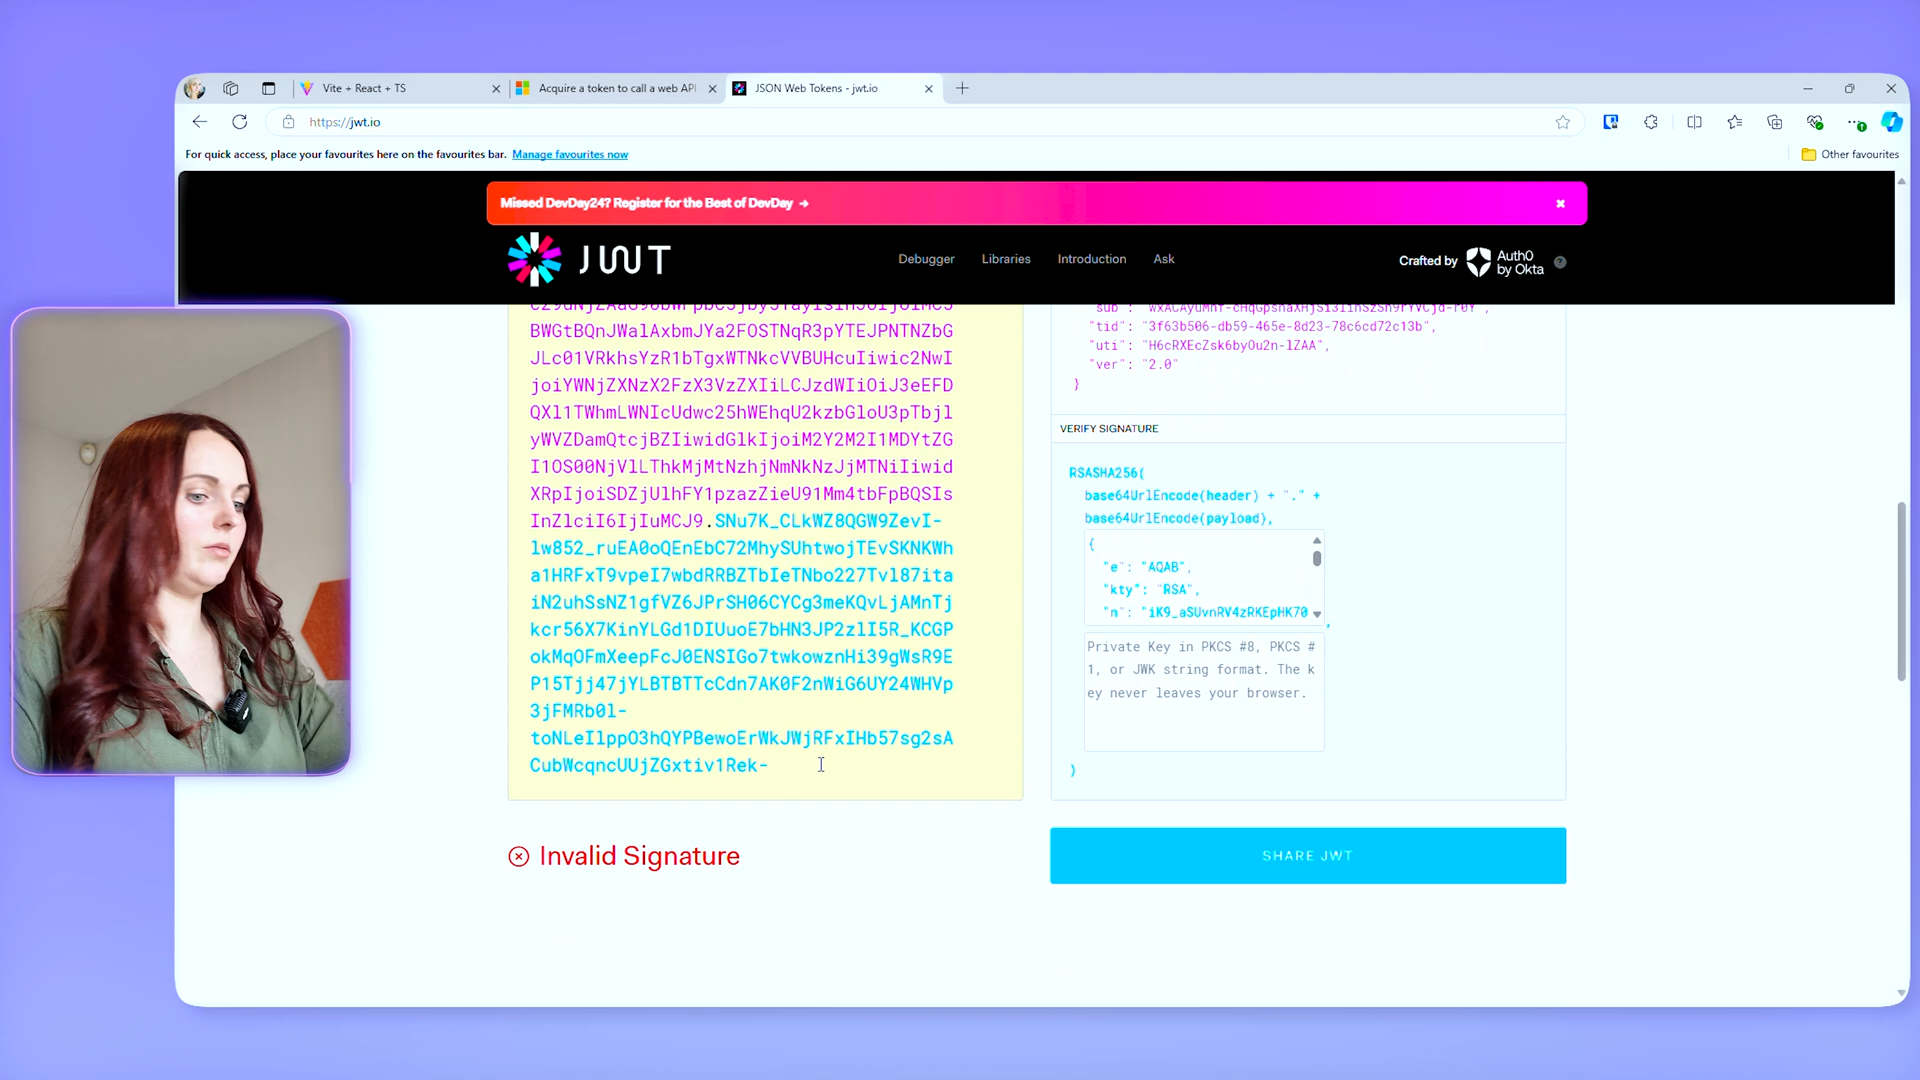 Vite + React + TS
Acquire a token to call a web API
JSON Web Tokens - jwt.io
https://jwt.io
For quick access, place your favourites here on the favourites bar. Manage favourites now
Other favourites
Missed DevDay24? Register for the Best of DevDay →
JWT
Debugger
Libraries
Introduction
Ask
Crafted by
Auth0
by Okta
BWGtBQnJWalAxbmJYa2FOSTNqR3pYTEJPNTNZbG
JLc01VRkhsYzR1bTgxWTNkcVVBUHcuIiwic2NwI
joiYWNjZXNzX2FzX3VzZXIiLCJzdWIiOiJ3eEFD
QXl1TWhmLWNIcUdwc25hWEhqU2kzbGloU3pTbjl
yWVZDamQtcjBZIiwidGlkIjoiM2Y2M2I1MDYtZG
I1OS00NjVlLThkMjMtNzhjNmNkNzJjMTNiIiwid
XRpIjoiSDZjUlhFY1pzazZieU91Mm4tbFpBQSIs
InZlciI6IjIuMCJ9.SNu7K_CLkWZ8QGW9ZevI-
lw852_ruEA0oQEnEbC72MhySUhtwojTEvSKNKWh
a1HRFxT9vpeI7wbdRRBZTbIeTNbo227Tvl87ita
iN2uhSsNZ1gfVZ6JPrSH06CYCg3meKQvLjAMnTj
kcr56X7KinYLGd1DIUuoE7bHN3JP2zlI5R_KCGP
okMqOFmXeepFcJ0ENSIGo7twkowznHi39gWsR9E
P15Tjj47jYLBTBTTcCdn7AK0F2nWiG6UY24WHVp
3jFMRb0l-
toNLeIlppO3hQYPBewoErWkJWjRFxIHb57sg2sA
CubWcqncUUjZGxtiv1Rek-
"tid": "3f63b506-db59-465e-8d23-78c6cd72c13b",
"uti": "H6cRXEcZsk6byOu2n-lZAA",
"ver": "2.0"
}
VERIFY SIGNATURE
RSASHA256(
base64UrlEncode(header) + "." +
base64UrlEncode(payload),
{
"e": "AQAB",
"kty": "RSA",
"n": "iK9_aSUvnRV4zRKEpHK70
,
Private Key in PKCS #8, PKCS #
1, or JWK string format. The k
ey never leaves your browser.
)
Invalid Signature
SHARE JWT